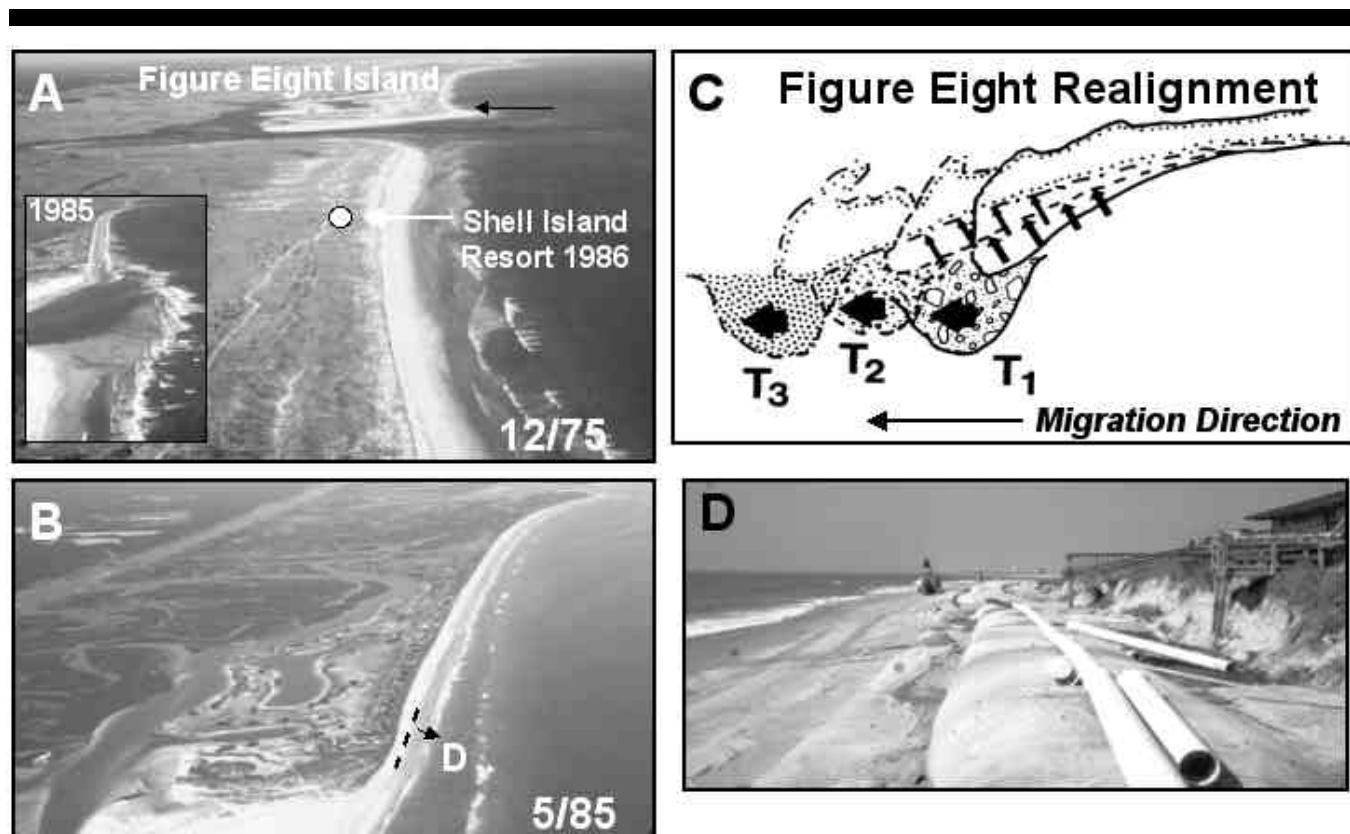 A
Figure Eight Island
1985
Shell Island
Resort 1986
12/75
B
D
5/85
C
Figure Eight Realignment
T3
T2
T1
Migration Direction
D